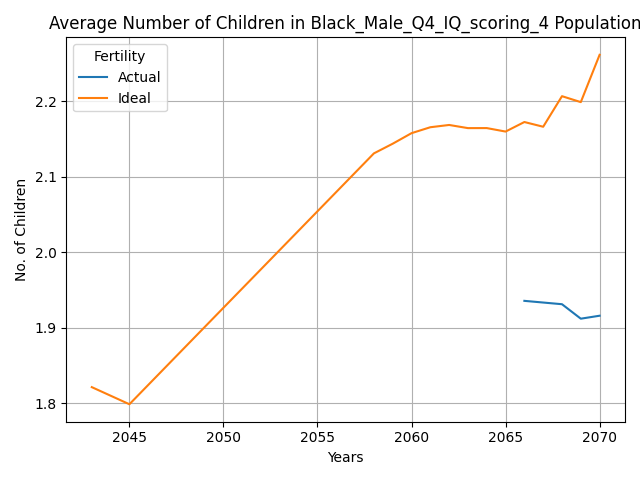 Average Number of Children in Black_Male_Q4_IQ_scoring_4 Population
Fertility
Actual
Ideal
2.2
2.1
2.0
1.9
1.8
No. of Children
2045 2050 2055 2060 2065 2070
Years